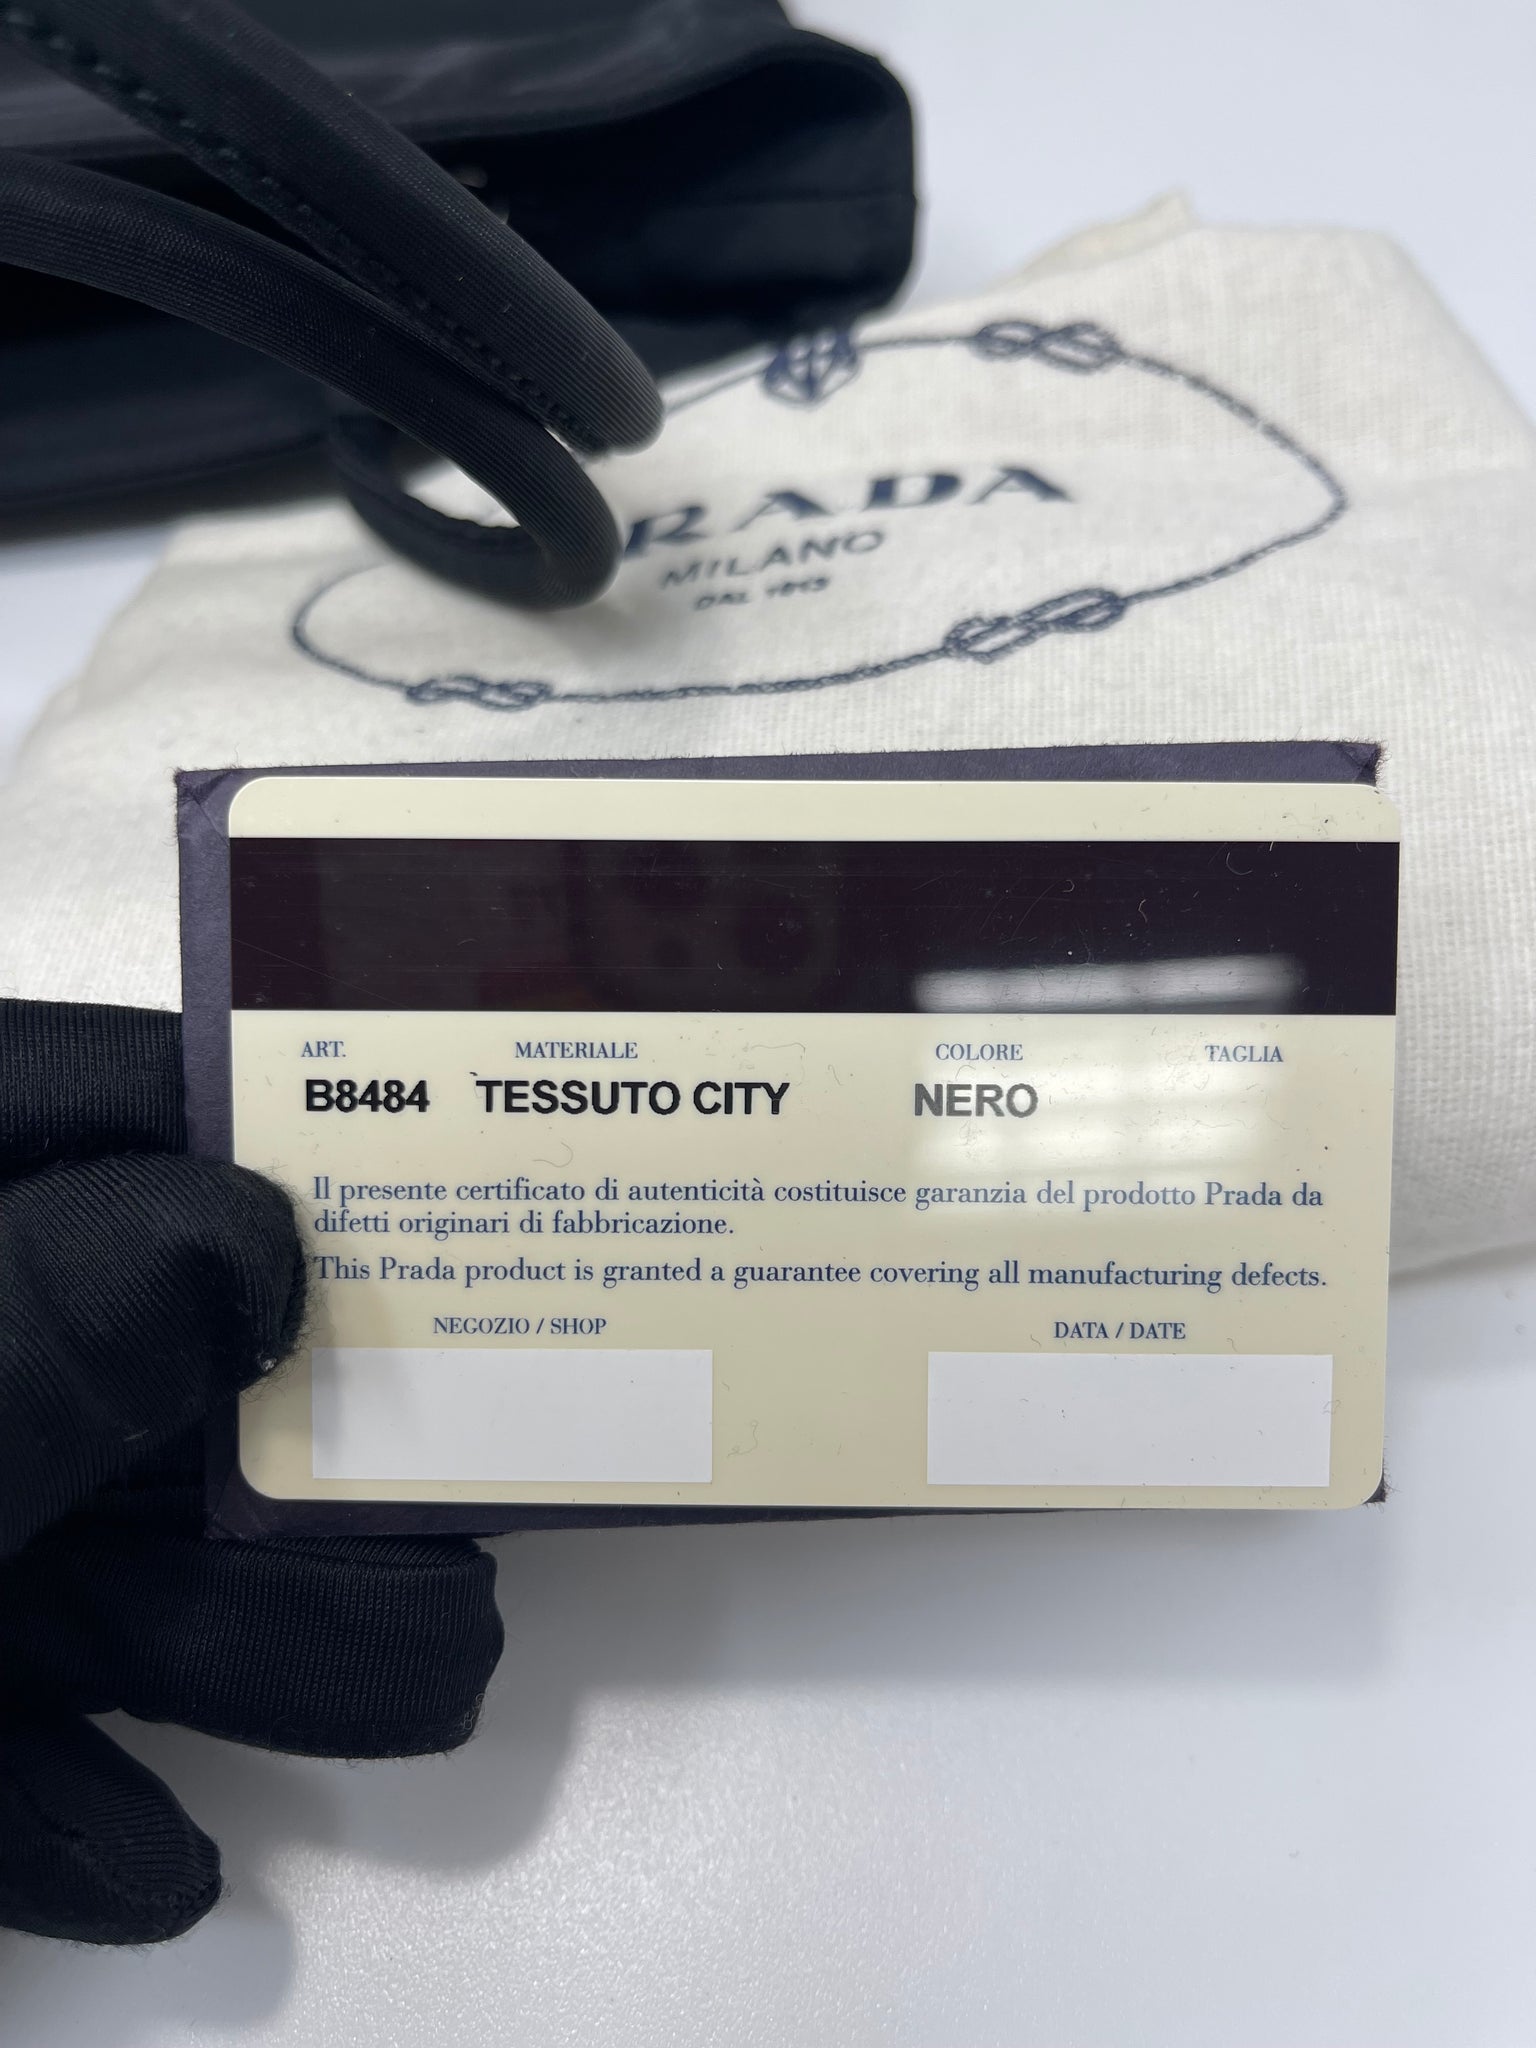 RADA
MILANO
DAL 1913
ART. MATERIALE COLORE TAGLIA
B8484 TESSUTO CITY NERO
Il presente certificato di autenticità costituisce garanzia del prodotto Prada da
difetti originari di fabbricazione.
This Prada product is granted a guarantee covering all manufacturing defects.
NEGOZIO / SHOP DATA / DATE